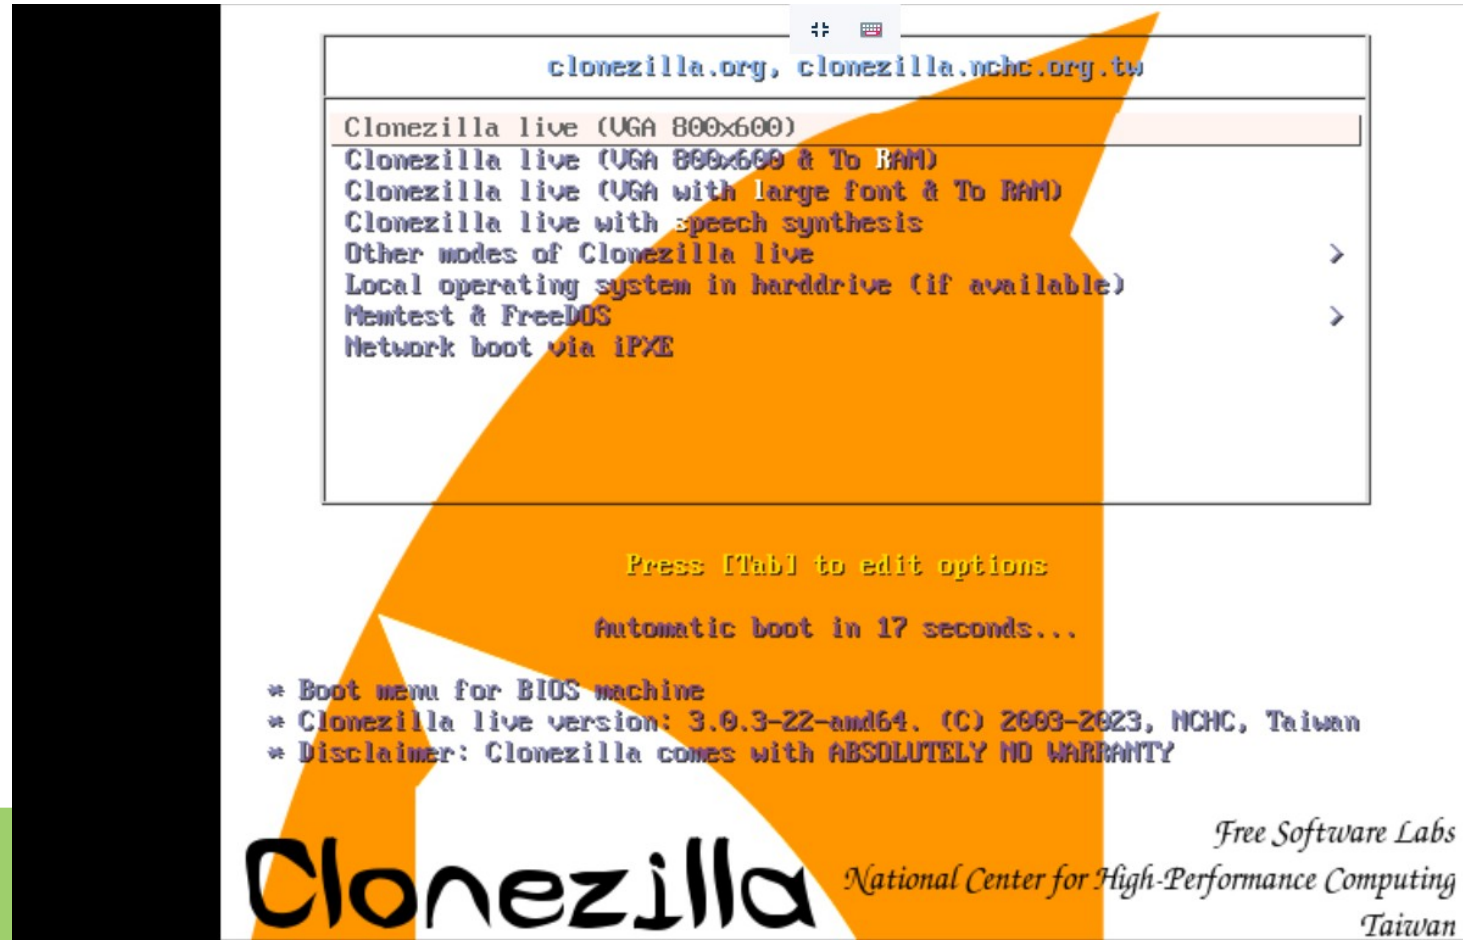 clonezilla.org, clonezilla.nchc.org.tw
Clonezilla live (VGA 800x600)
Clonezilla live (VGA 800x600 & To RAM)
Clonezilla live (VGA with large font & To RAM)
Clonezilla live with speech synthesis
Other modes of Clonezilla live >
Local operating system in harddrive (if available)
Memtest & FreeDOS >
Network boot via iPXE
Press [Tab] to edit options
Automatic boot in 17 seconds...
* Boot menu for BIOS machine
* Clonezilla live version: 3.0.3-22-amd64. (C) 2003-2023, NCHC, Taiwan
* Disclaimer: Clonezilla comes with ABSOLUTELY NO WARRANTY
Clonezilla
Free Software Labs
National Center for High-Performance Computing
Taiwan